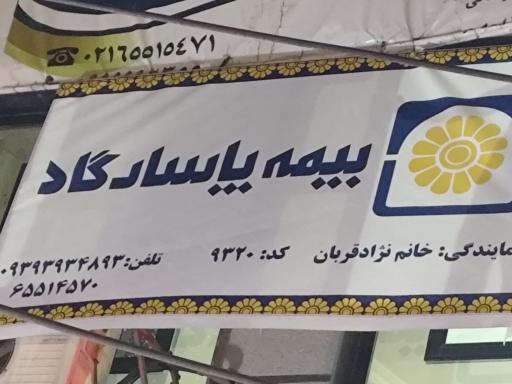 ۰۲۱۶۵۵۱۵۴۷۱
بیمه پاسارگاد
نمایندگی: خانم نژادقربان کد: ۹۳۲۰ تلفن: ۰۹۳۹۳۹۳۴۸۹۳
۶۵۵۱۴۵۷۰